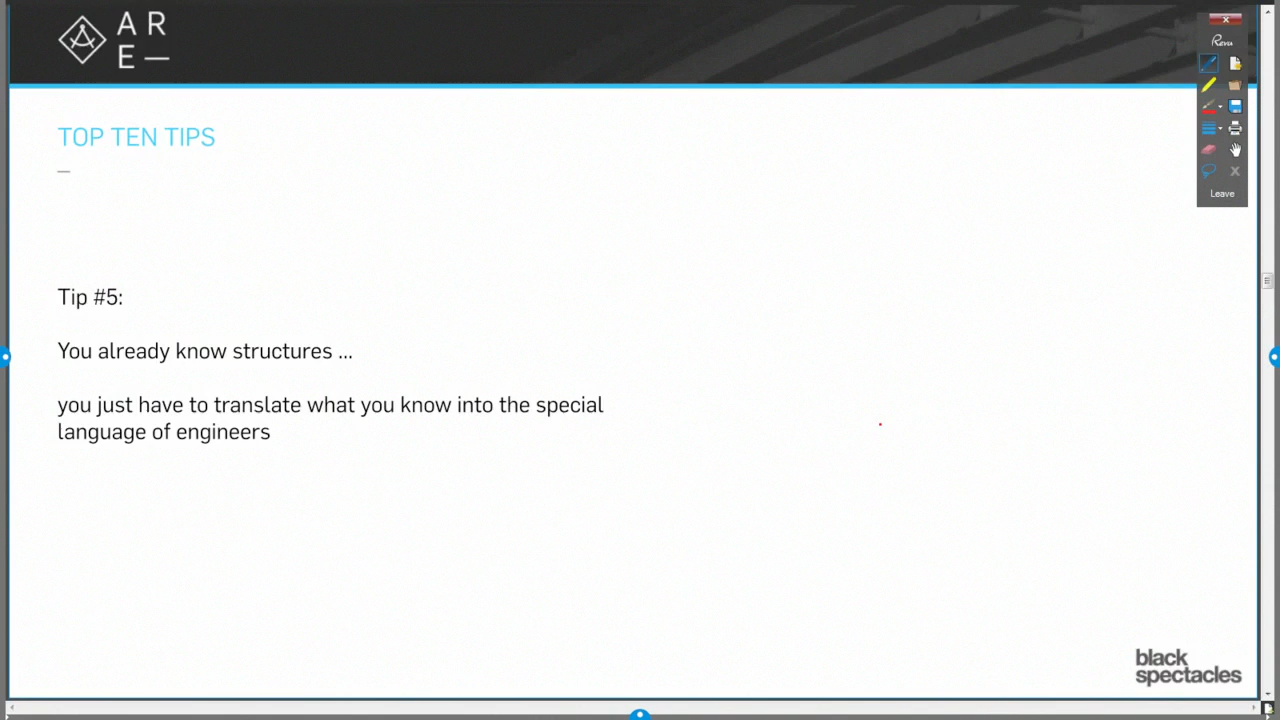 A R
E —
Revu
TOP TEN TIPS
—
Tip #5:
You already know structures ...
you just have to translate what you know into the special
language of engineers
Leave
black
spectacles